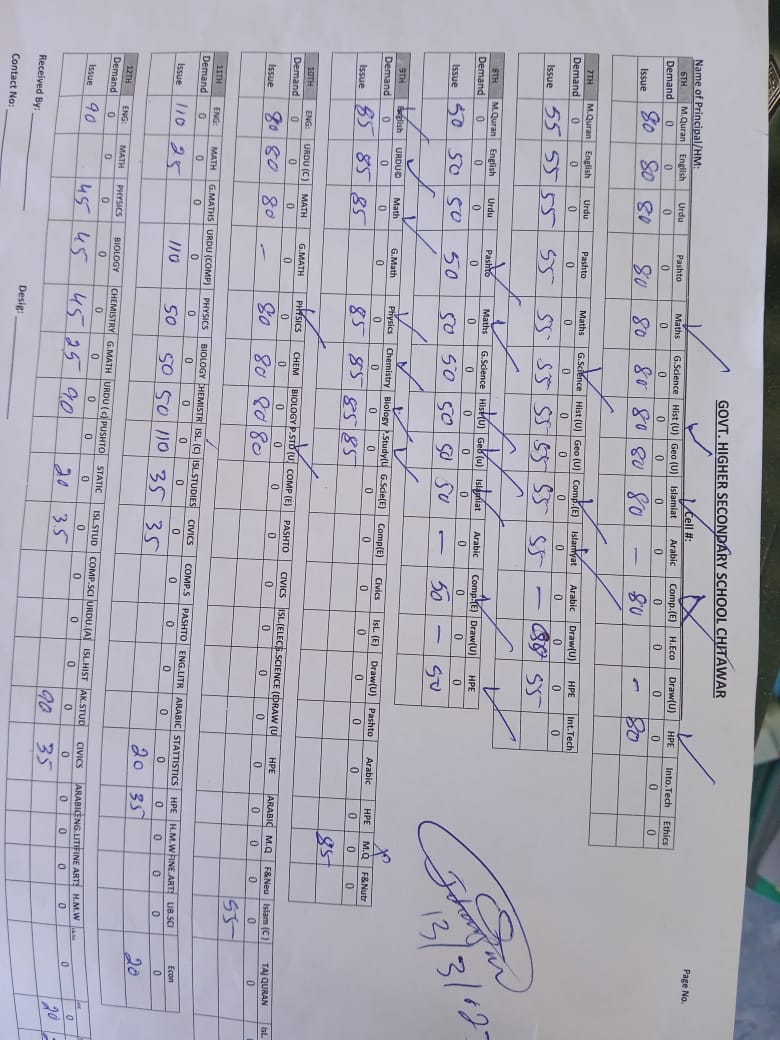 GOVT. HIGHER SECONDARY SCHOOL CHITAWAR
Name of Principal/HM: Cell #: Page No.
6TH M.Quran English Urdu Pashto Maths G.Science Hist (U) Geo (U) Islamiat Arabic Comp.(E) H.Eco Draw(U) HPE Into.Tech Ethics
Demand 0 0 0 0 0 0 0 0 0 0 0 0 0 0 0 0
Issue 80 80 80 80 80 80 80 80 80 — 80 - 80
7TH M.Quran English Urdu Pashto Maths G.Science Hist (U) Geo (U) Comp.(E) Islamyat Arabic Draw(U) HPE Int.Tech
Demand 0 0 0 0 0 0 0 0 0 0 0 0 0 0
Issue 55 55 55 55 55 55 55 55 55 55 — 55
8TH M.Quran English Urdu Pashto Maths G.Science Hist(U) Geo (U) Islamiat Arabic Comp.(E) Draw(U) HPE
Demand 0 0 0 0 0 0 0 0 0 0 0 0 0
Issue 50 50 50 50 50 50 50 50 50 — 50 — 50
13/3/
9TH English URDU© Math G.Math Physics Chemistry Biology P.Study(U G.Scie(E) Comp(E) Civics Isl. (E) Draw(U) Pashto Arabic HPE M.Q F&Nutr
Demand 0 0 0 0 0 0 0 0 0 0 0 0 0 0 0 0 0 0
Issue 85 85 85 85 85 85 85 85
10TH ENG: URDU (C) MATH G.MATH PHYSICS CHEM BIOLOGY P.STU(U) COMP (E) PASHTO CIVICS ISL.(ELEC G.SCIENCE (E DRAW (U HPE ARABIC M.Q F&Neu Islam (C) TAJ QURAN Isl.
Demand 0 0 0 0 0 0 0 0 0 0 0 0 0 0 0 0 0 0 0 0
Issue 80 80 80 — 80 80 80 80 55
11TH ENG: MATH G.MATHS URDU (COMP) PHYSICS BIOLOGY CHEMISTR ISL. (C) ISL.STUDIES CIVICS COMP.S PASHTO ENG.LITR ARABIC STATTISTICS HPE H.M.W FINE.ART LIB.SCI Econ
Demand 0 0 0 0 0 0 0 0 0 0 0 0 0 0 0 0 0 0 0 0
Issue 110 25 110 50 50 50 110 35 35 20 35 20
12TH ENG: MATH PHYSICS BIOLOGY CHEMISTRY G.MATH URDU (c) PUSHTO STATIC ISL.STUD COMP.SCI URDU.(A) ISL.HIST AK.STUD CIVICS ARABIC ENG.LIT FINE ART H.M.W
Demand 0 0 0 0 0 0 0 0 0 0 0 0 0 0 0 0 0 0 0 0 0
Issue 90 45 45 45 25 90 20 35 90 35 20
Received By: Desig:
Contact No: